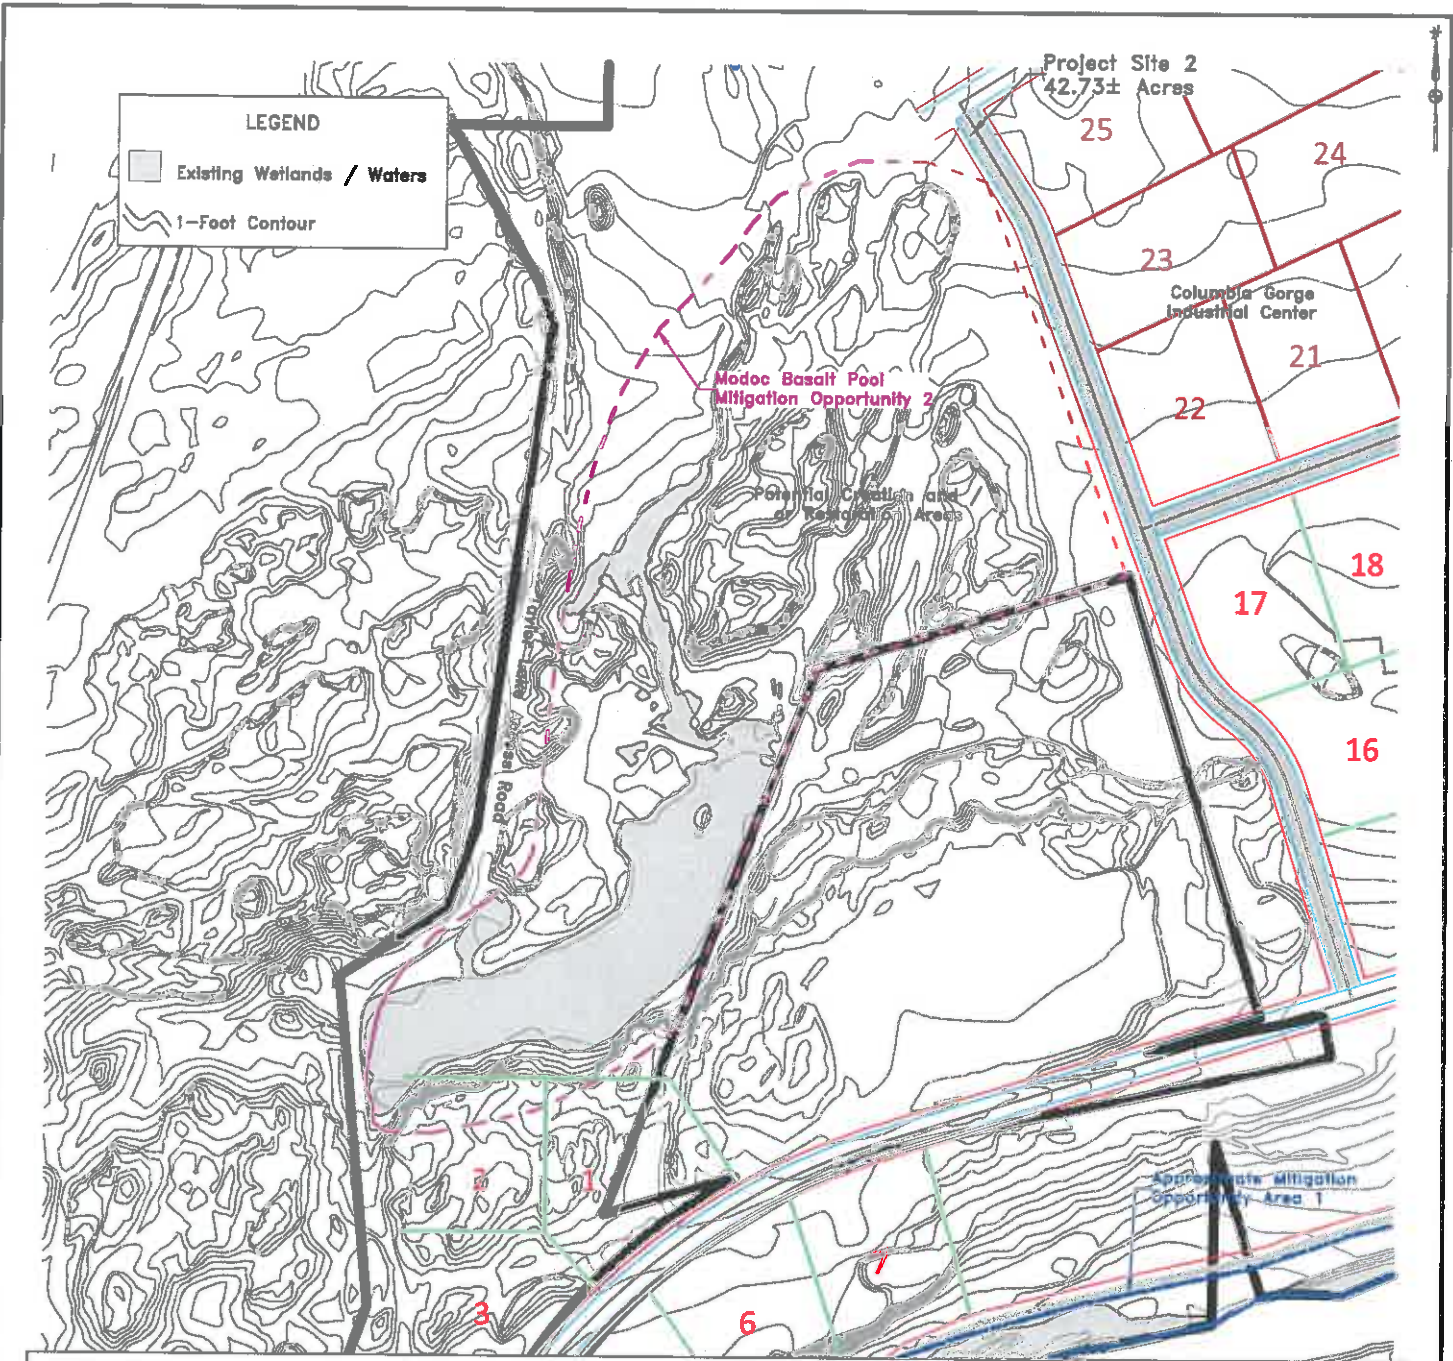 Project Site 2
42.73± Acres
LEGEND
Existing Wetlands / Waters
1-Foot Contour
25
24
23
Columbia Gorge
Industrial Center
21
22
Modoc Basalt Pool
Mitigation Opportunity 2
Potential Creation and
or Restoration Areas
18
17
16
Road
2
1
3
7
6
Approximate Mitigation
Opportunity Area 1